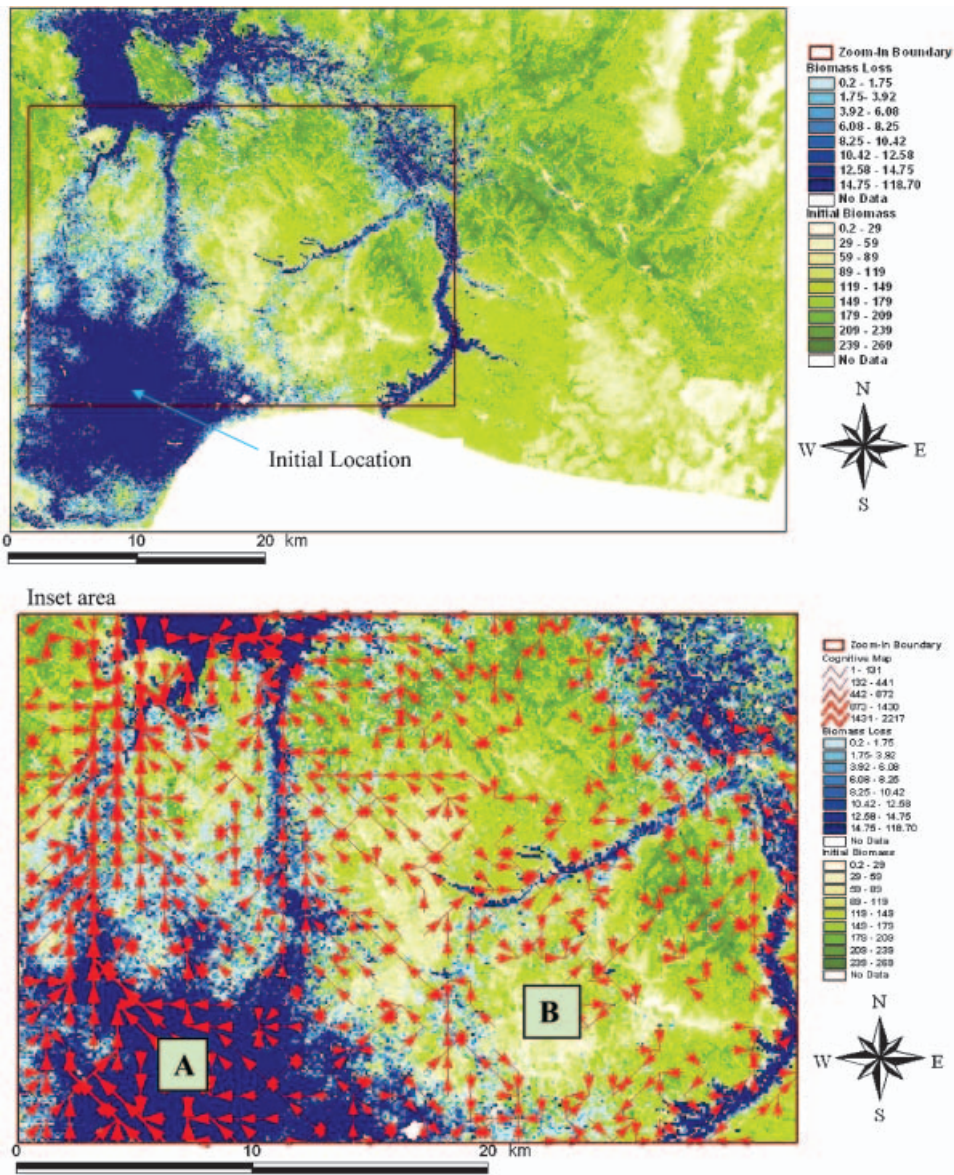 Zoom-In Boundary
Biomass Loss
0.2 - 1.75
1.75- 3.92
3.92 - 6.08
6.08 - 8.25
8.25 - 10.42
10.42 - 12.58
12.58 - 14.75
14.75 - 118.70
No Data
Initial Biomass
0.2 - 29
29 - 59
59 - 89
89 - 119
119 - 149
149 - 179
179 - 209
209 - 239
239 - 269
No Data
N
W E
S
Initial Location
0 10 20 km
Inset area
Zoom-In Boundary
Cognitive Map
1 - 131
132 - 441
442 - 872
873 - 1430
1431 - 2217
Biomass Loss
0.2 - 1.75
1.75- 3.92
3.92 - 6.08
6.08 - 8.25
8.25 - 10.42
10.42 - 12.58
12.58 - 14.75
14.75 - 118.70
No Data
Initial Biomass
0.2 - 29
29 - 59
59 - 89
89 - 119
119 - 149
149 - 179
179 - 209
209 - 239
239 - 269
No Data
N
W E
S
A
B
0 10 20 km